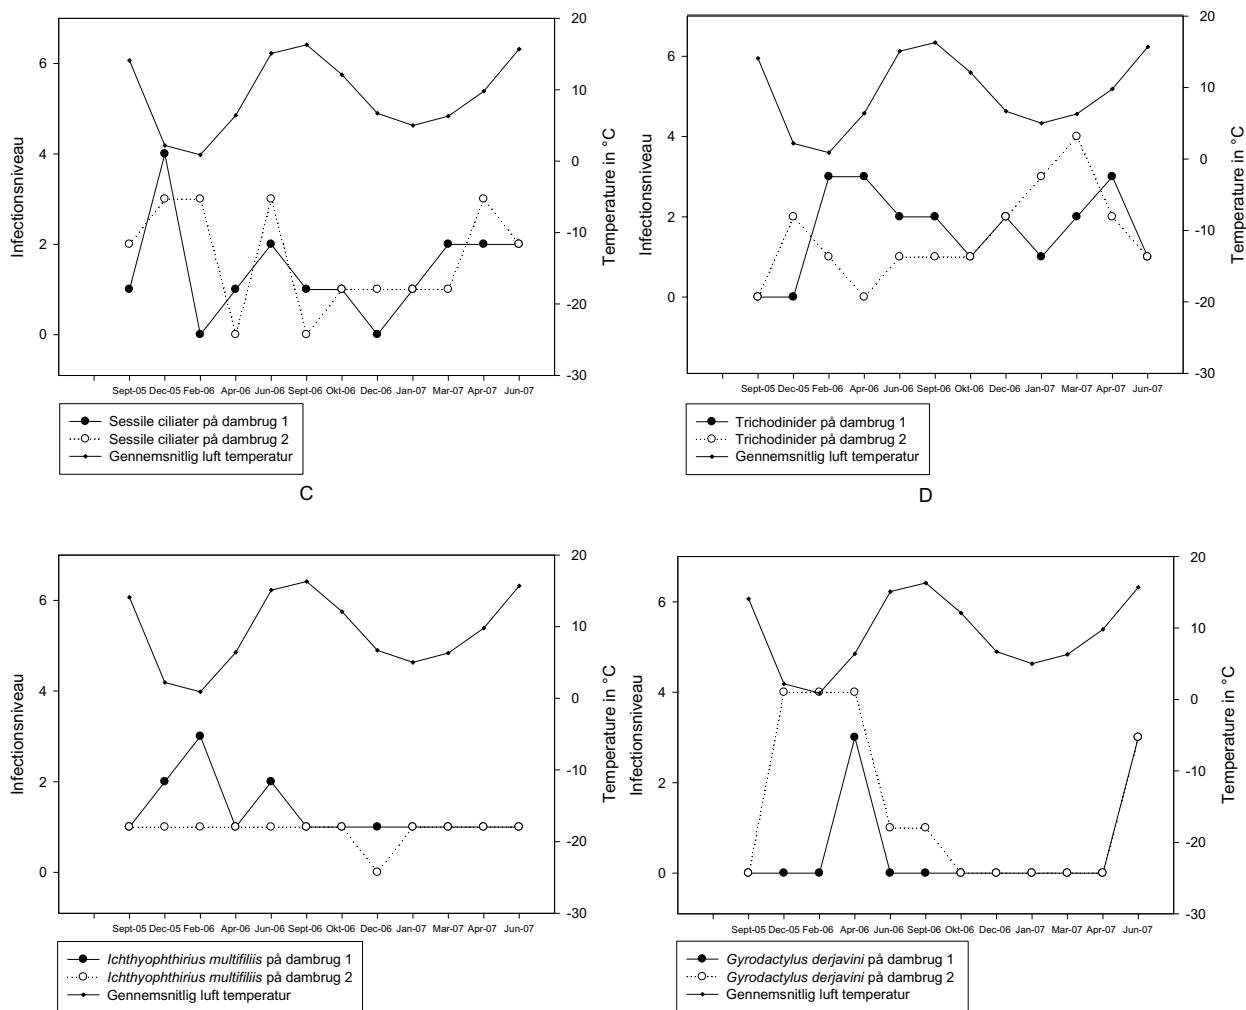 20
6
10
4
0
2
-10
0
-20
-30
Infectionsniveau
Temperature in °C
Sept-05 Dec-05 Feb-06 Apr-06 Jun-06 Sept-06 Okt-06 Dec-06 Jan-07 Mar-07 Apr-07 Jun-07
Sessile ciliater på dambrug 1
Sessile ciliater på dambrug 2
Gennemsnitlig luft temperatur
20
6
10
4
0
2
-10
0
-20
-30
Infectionsniveau
Temperature in °C
Sept-05 Dec-05 Feb-06 Apr-06 Jun-06 Sept-06 Okt-06 Dec-06 Jan-07 Mar-07 Apr-07 Jun-07
Trichodinider på dambrug 1
Trichodinider på dambrug 2
Gennemsnitlig luft temperatur
C
D
20
6
10
4
0
2
-10
0
-20
-30
Infectionsniveau
Temperature in °C
Sept-05 Dec-05 Feb-06 Apr-06 Jun-06 Sept-06 Okt-06 Dec-06 Jan-07 Mar-07 Apr-07 Jun-07
Ichthyophthirius multifiliis på dambrug 1
Ichthyophthirius multifiliis på dambrug 2
Gennemsnitlig luft temperatur
20
6
10
4
0
2
-10
0
-20
-30
Infectionsniveau
Temperature in °C
Sept-05 Dec-05 Feb-06 Apr-06 Jun-06 Sept-06 Okt-06 Dec-06 Jan-07 Mar-07 Apr-07 Jun-07
Gyrodactylus derjavini på dambrug 1
Gyrodactylus derjavini på dambrug 2
Gennemsnitlig luft temperatur